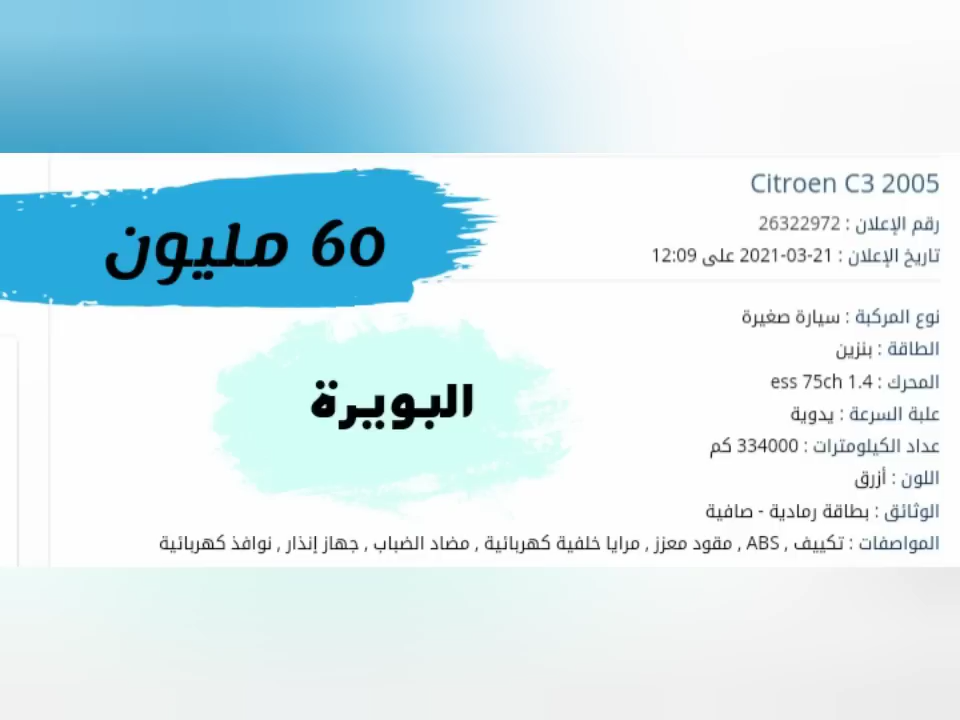 Citroen C3 2005
رقم الإعلان : 26322972
تاريخ الإعلان : 21-03-2021 على 12:09
60 مليون
نوع المركبة : سيارة صغيرة
الطاقة : بنزين
المحرك : 1.4 ess 75ch
علبة السرعة : يدوية
عداد الكيلومترات : 334000 كم
اللون : أزرق
الوثائق : بطاقة رمادية - صافية
المواصفات : تكييف , ABS , مقود معزز , مرايا خلفية كهربائية , مضاد الضباب , جهاز إنذار , نوافذ كهربائية
البويرة